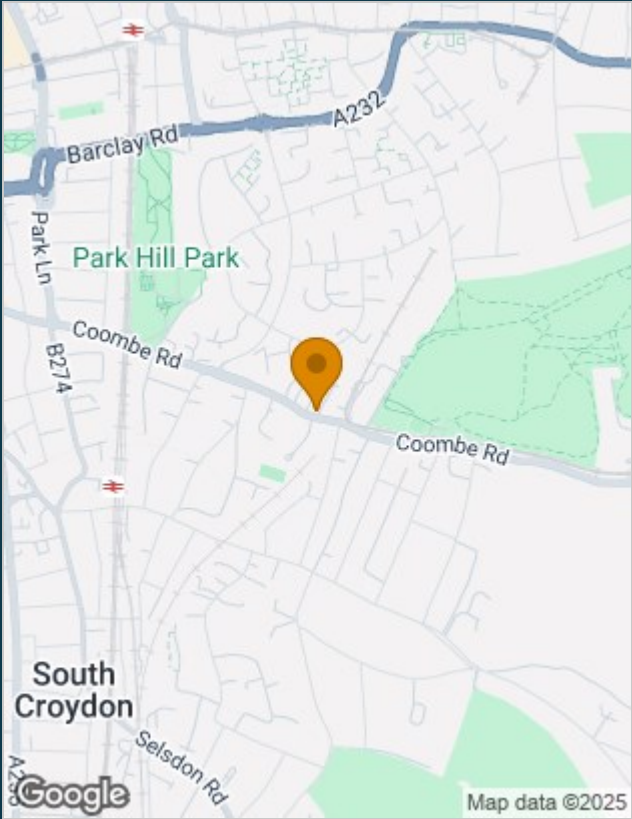 A232
Barclay Rd
Park Ln
Park Hill Park
Coombe Rd
B274
Coombe Rd
South
Croydon
Selsdon Rd
Google
Map data ©2025